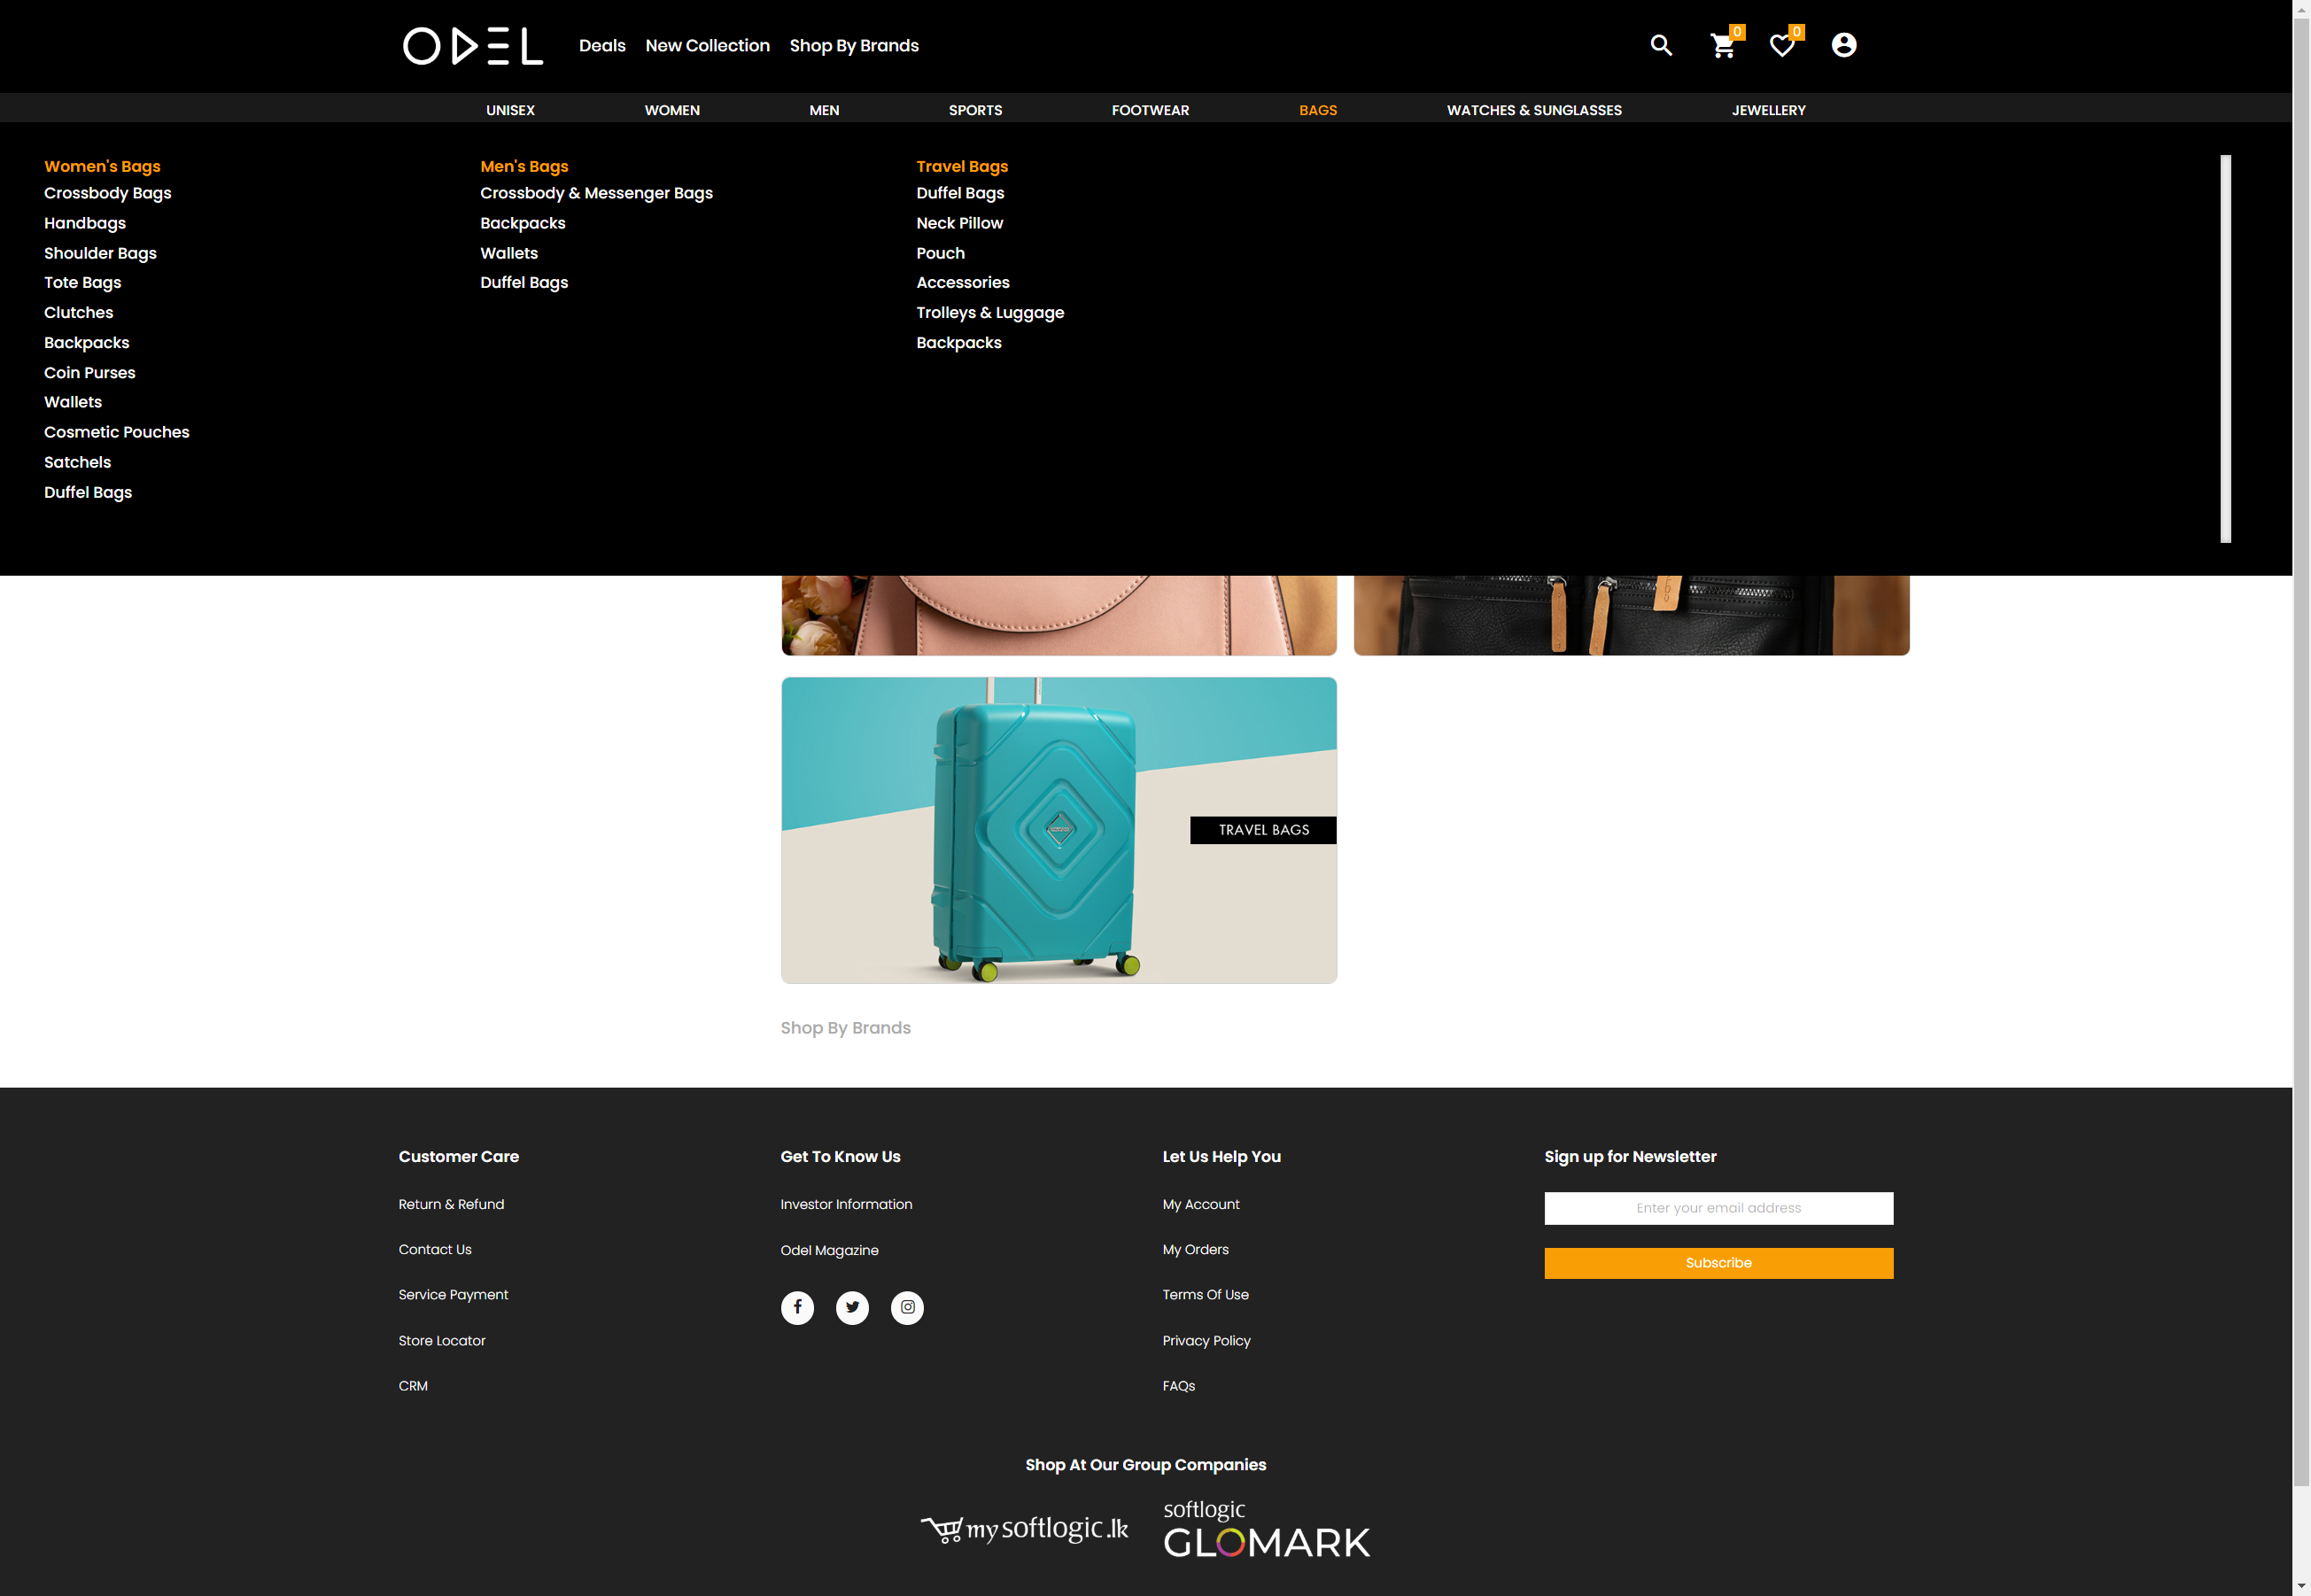 ODEL
Deals
New Collection
Shop By Brands
0
0
UNISEX
WOMEN
MEN
SPORTS
FOOTWEAR
BAGS
WATCHES & SUNGLASSES
JEWELLERY
Women's Bags
Crossbody Bags
Handbags
Shoulder Bags
Tote Bags
Clutches
Backpacks
Coin Purses
Wallets
Cosmetic Pouches
Satchels
Duffel Bags
Men's Bags
Crossbody & Messenger Bags
Backpacks
Wallets
Duffel Bags
Travel Bags
Duffel Bags
Neck Pillow
Pouch
Accessories
Trolleys & Luggage
Backpacks
TRAVEL BAGS
Shop By Brands
Customer Care
Return & Refund
Contact Us
Service Payment
Store Locator
CRM
Get To Know Us
Investor Information
Odel Magazine
Let Us Help You
My Account
My Orders
Terms Of Use
Privacy Policy
FAQs
Sign up for Newsletter
Enter your email address
Subscribe
Shop At Our Group Companies
mysoftlogic.lk
softlogic
GLOMARK